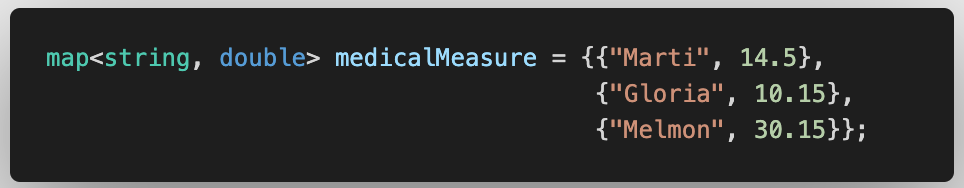 map<string, double> medicalMeasure = {{"Marti", 14.5},
{"Gloria", 10.15},
{"Melmon", 30.15}};